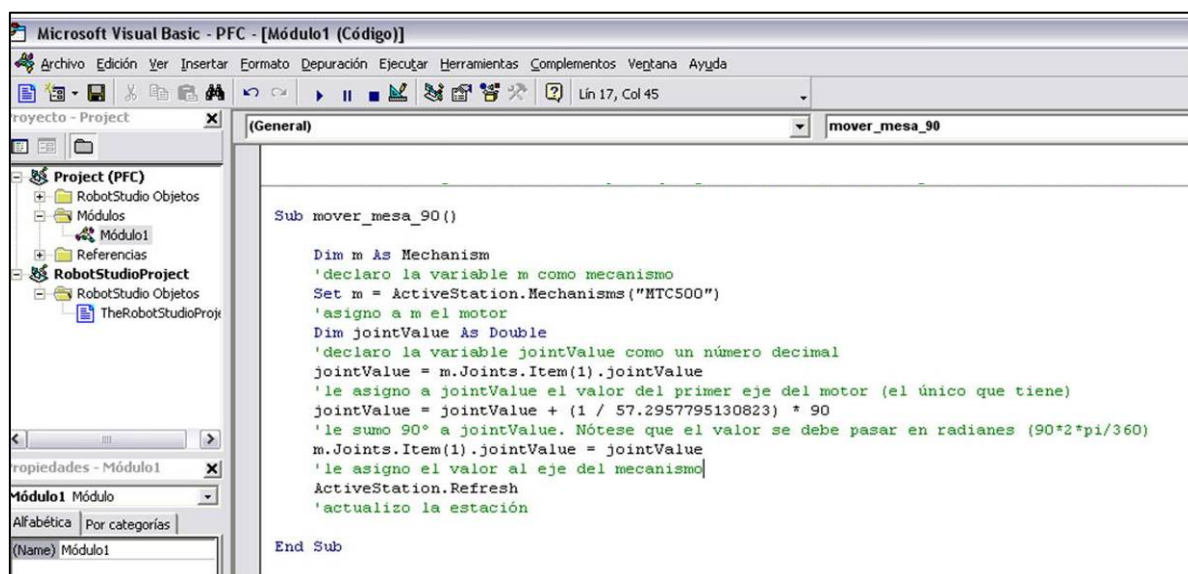 Microsoft Visual Basic - PFC - [Módulo1 (Código)]
Archivo Edición Ver Insertar Formato Depuración Ejecutar Herramientas Complementos Ventana Ayuda
Lín 17, Col 45
royecto - Project
(General)
mover_mesa_90
Project (PFC)
RobotStudio Objetos
Módulos
Módulo1
Referencias
RobotStudioProject
RobotStudio Objetos
TheRobotStudioProje
Sub mover_mesa_90()
Dim m As Mechanism
'declaro la variable m como mecanismo
Set m = ActiveStation.Mechanisms("MTC500")
'asigno a m el motor
Dim jointValue As Double
'declaro la variable jointValue como un número decimal
jointValue = m.Joints.Item(1).jointValue
'le asigno a jointValue el valor del primer eje del motor (el único que tiene)
jointValue = jointValue + (1 / 57.2957795130823) * 90
'le sumo 90° a jointValue. Nótese que el valor se debe pasar en radianes (90*2*pi/360)
m.Joints.Item(1).jointValue = jointValue
'le asigno el valor al eje del mecanismo
ActiveStation.Refresh
'actualizo la estación
End Sub
ropiedades - Módulo1
Módulo1 Módulo
Alfabética
Por categorías
(Name) Módulo1